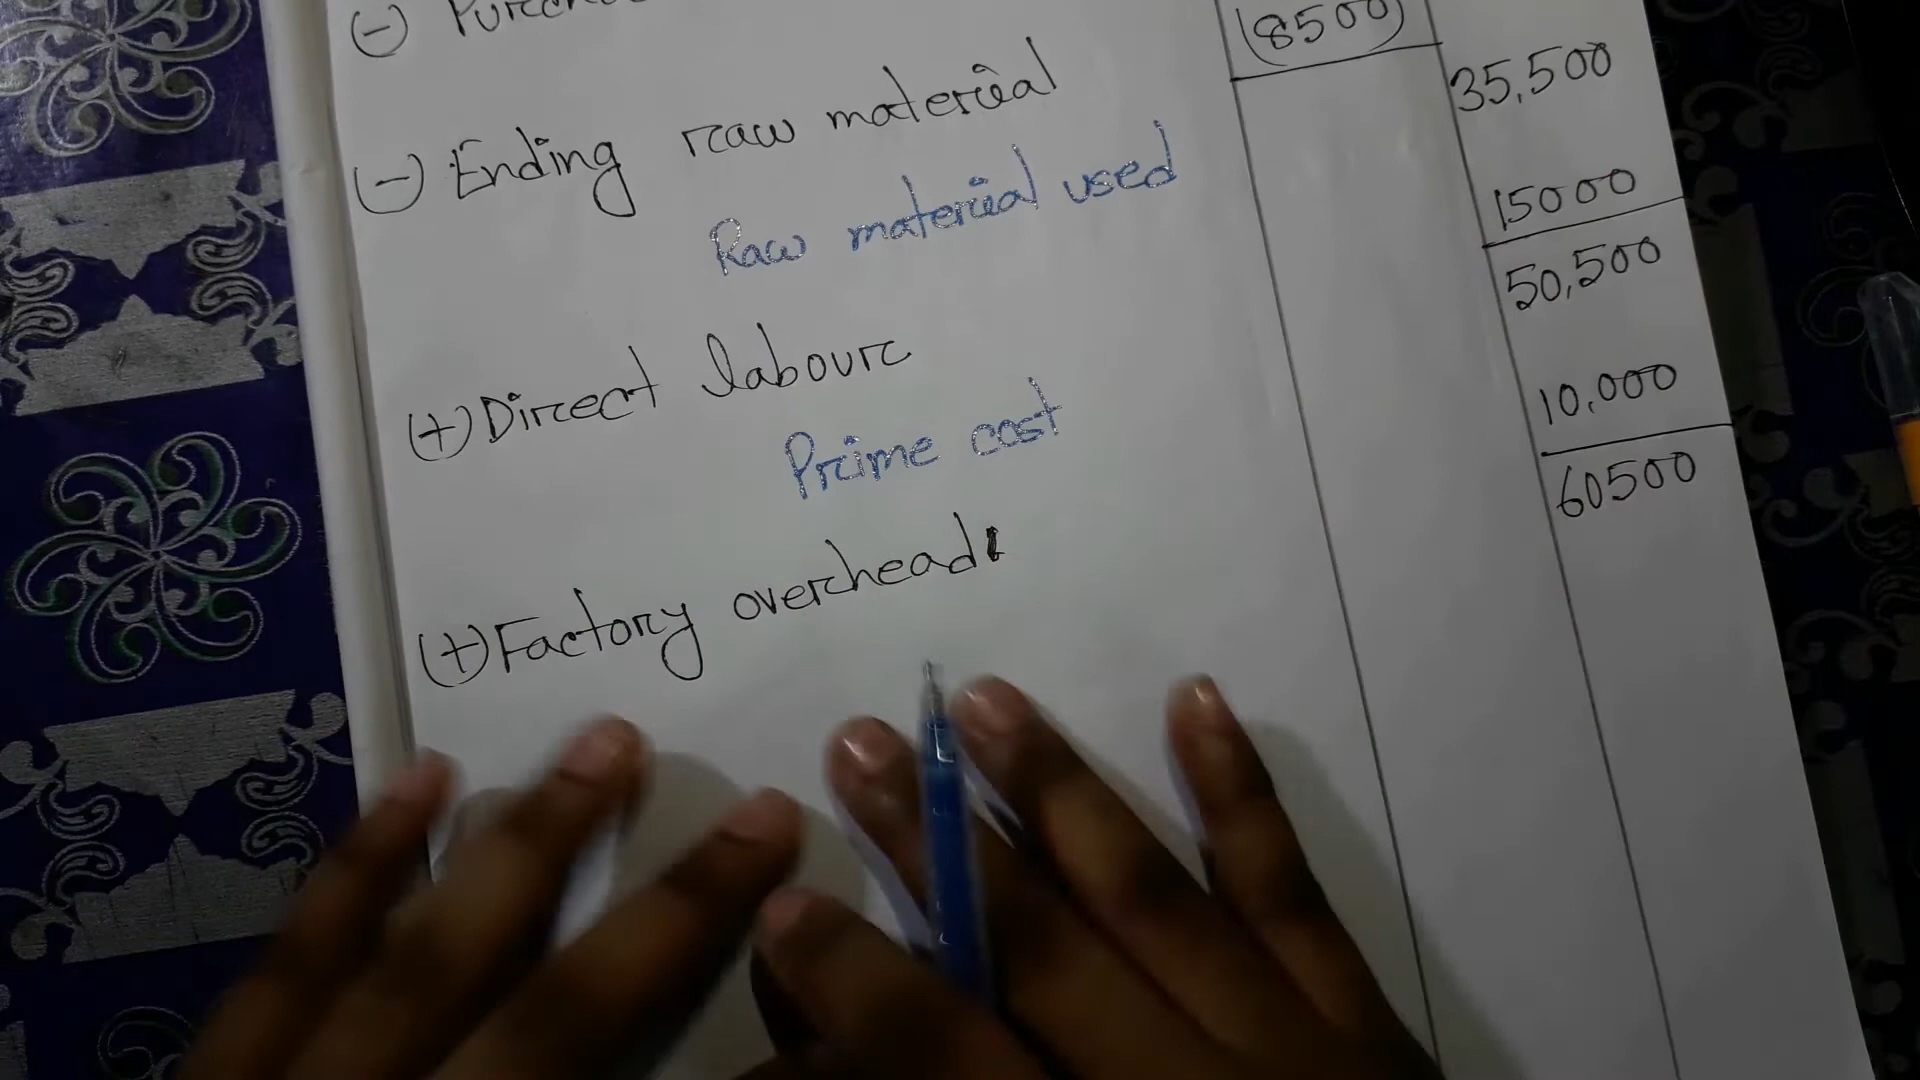 (-)
(8500)
35,500
(-) Ending raw material
15000
Raw material used
50,500
(+) Direct labour
10,000
Prime cost
60500
(+) Factory overhead